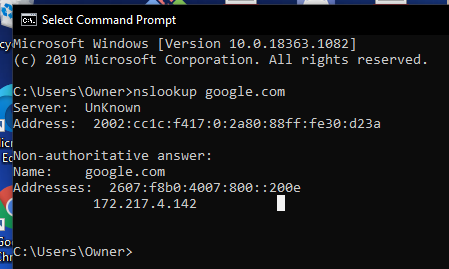 Select Command Prompt
Microsoft Windows [Version 10.0.18363.1082]
(c) 2019 Microsoft Corporation. All rights reserved.
C:\Users\Owner>nslookup google.com
Server:  UnKnown
Address:  2002:cc1c:f417:0:2a80:88ff:fe30:d23a
Non-authoritative answer:
Name:    google.com
Addresses:  2607:f8b0:4007:800::200e
172.217.4.142
C:\Users\Owner>